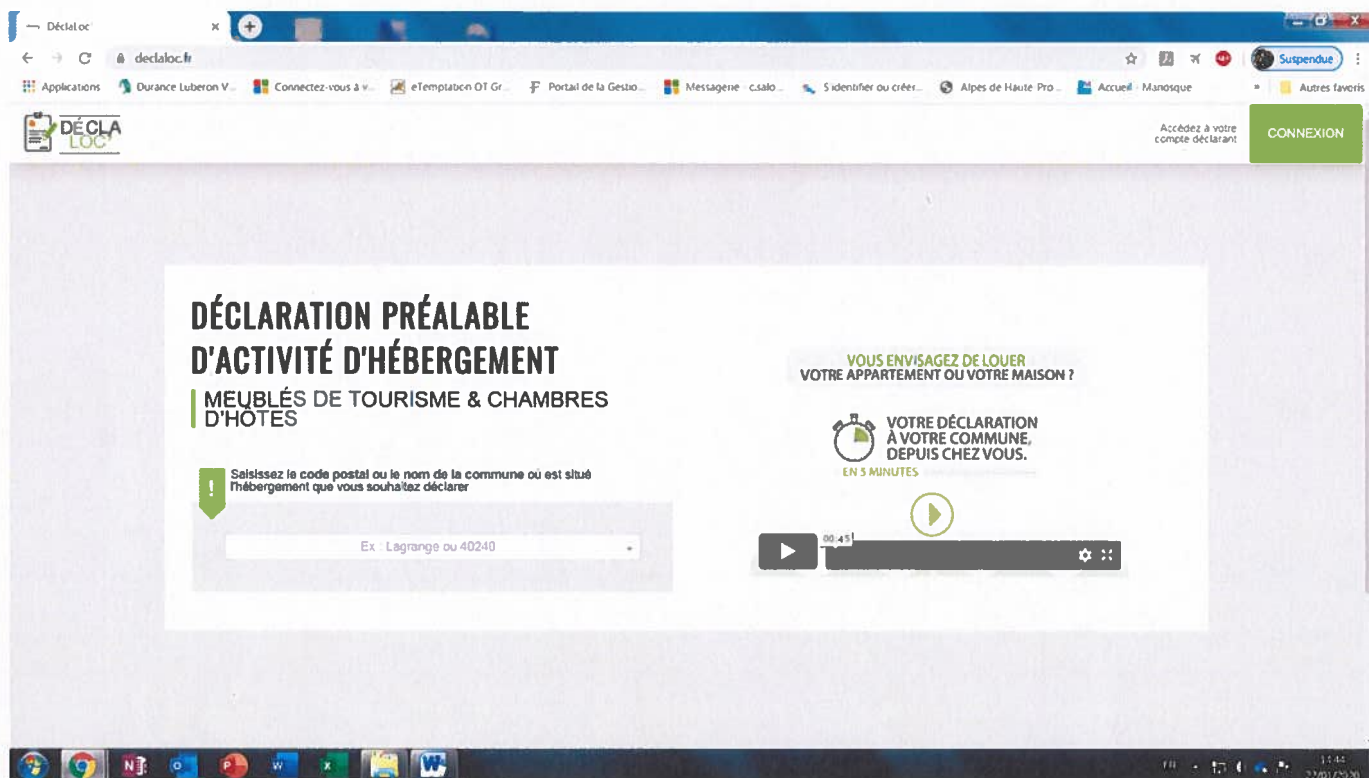 DéclaLoc'
declaloc.fr
Suspendue
Applications
Durance Luberon V...
Connectez-vous à v...
eTemptation OT Gr...
Portail de la Gestio...
Messagerie - c.salo...
S'identifier ou créer...
Alpes de Haute Pro...
Accueil - Manosque
»
Autres favoris
DÉCLA
LOC'
Accédez à votre
compte déclarant
CONNEXION
DÉCLARATION PRÉALABLE
D'ACTIVITÉ D'HÉBERGEMENT
MEUBLÉS DE TOURISME & CHAMBRES
D'HÔTES
!
Saisissez le code postal ou le nom de la commune où est situé
l'hébergement que vous souhaitez déclarer
Ex : Lagrange ou 40240
VOUS ENVISAGEZ DE LOUER
VOTRE APPARTEMENT OU VOTRE MAISON ?
VOTRE DÉCLARATION
À VOTRE COMMUNE,
DEPUIS CHEZ VOUS.
EN 5 MINUTES
00:45
FR